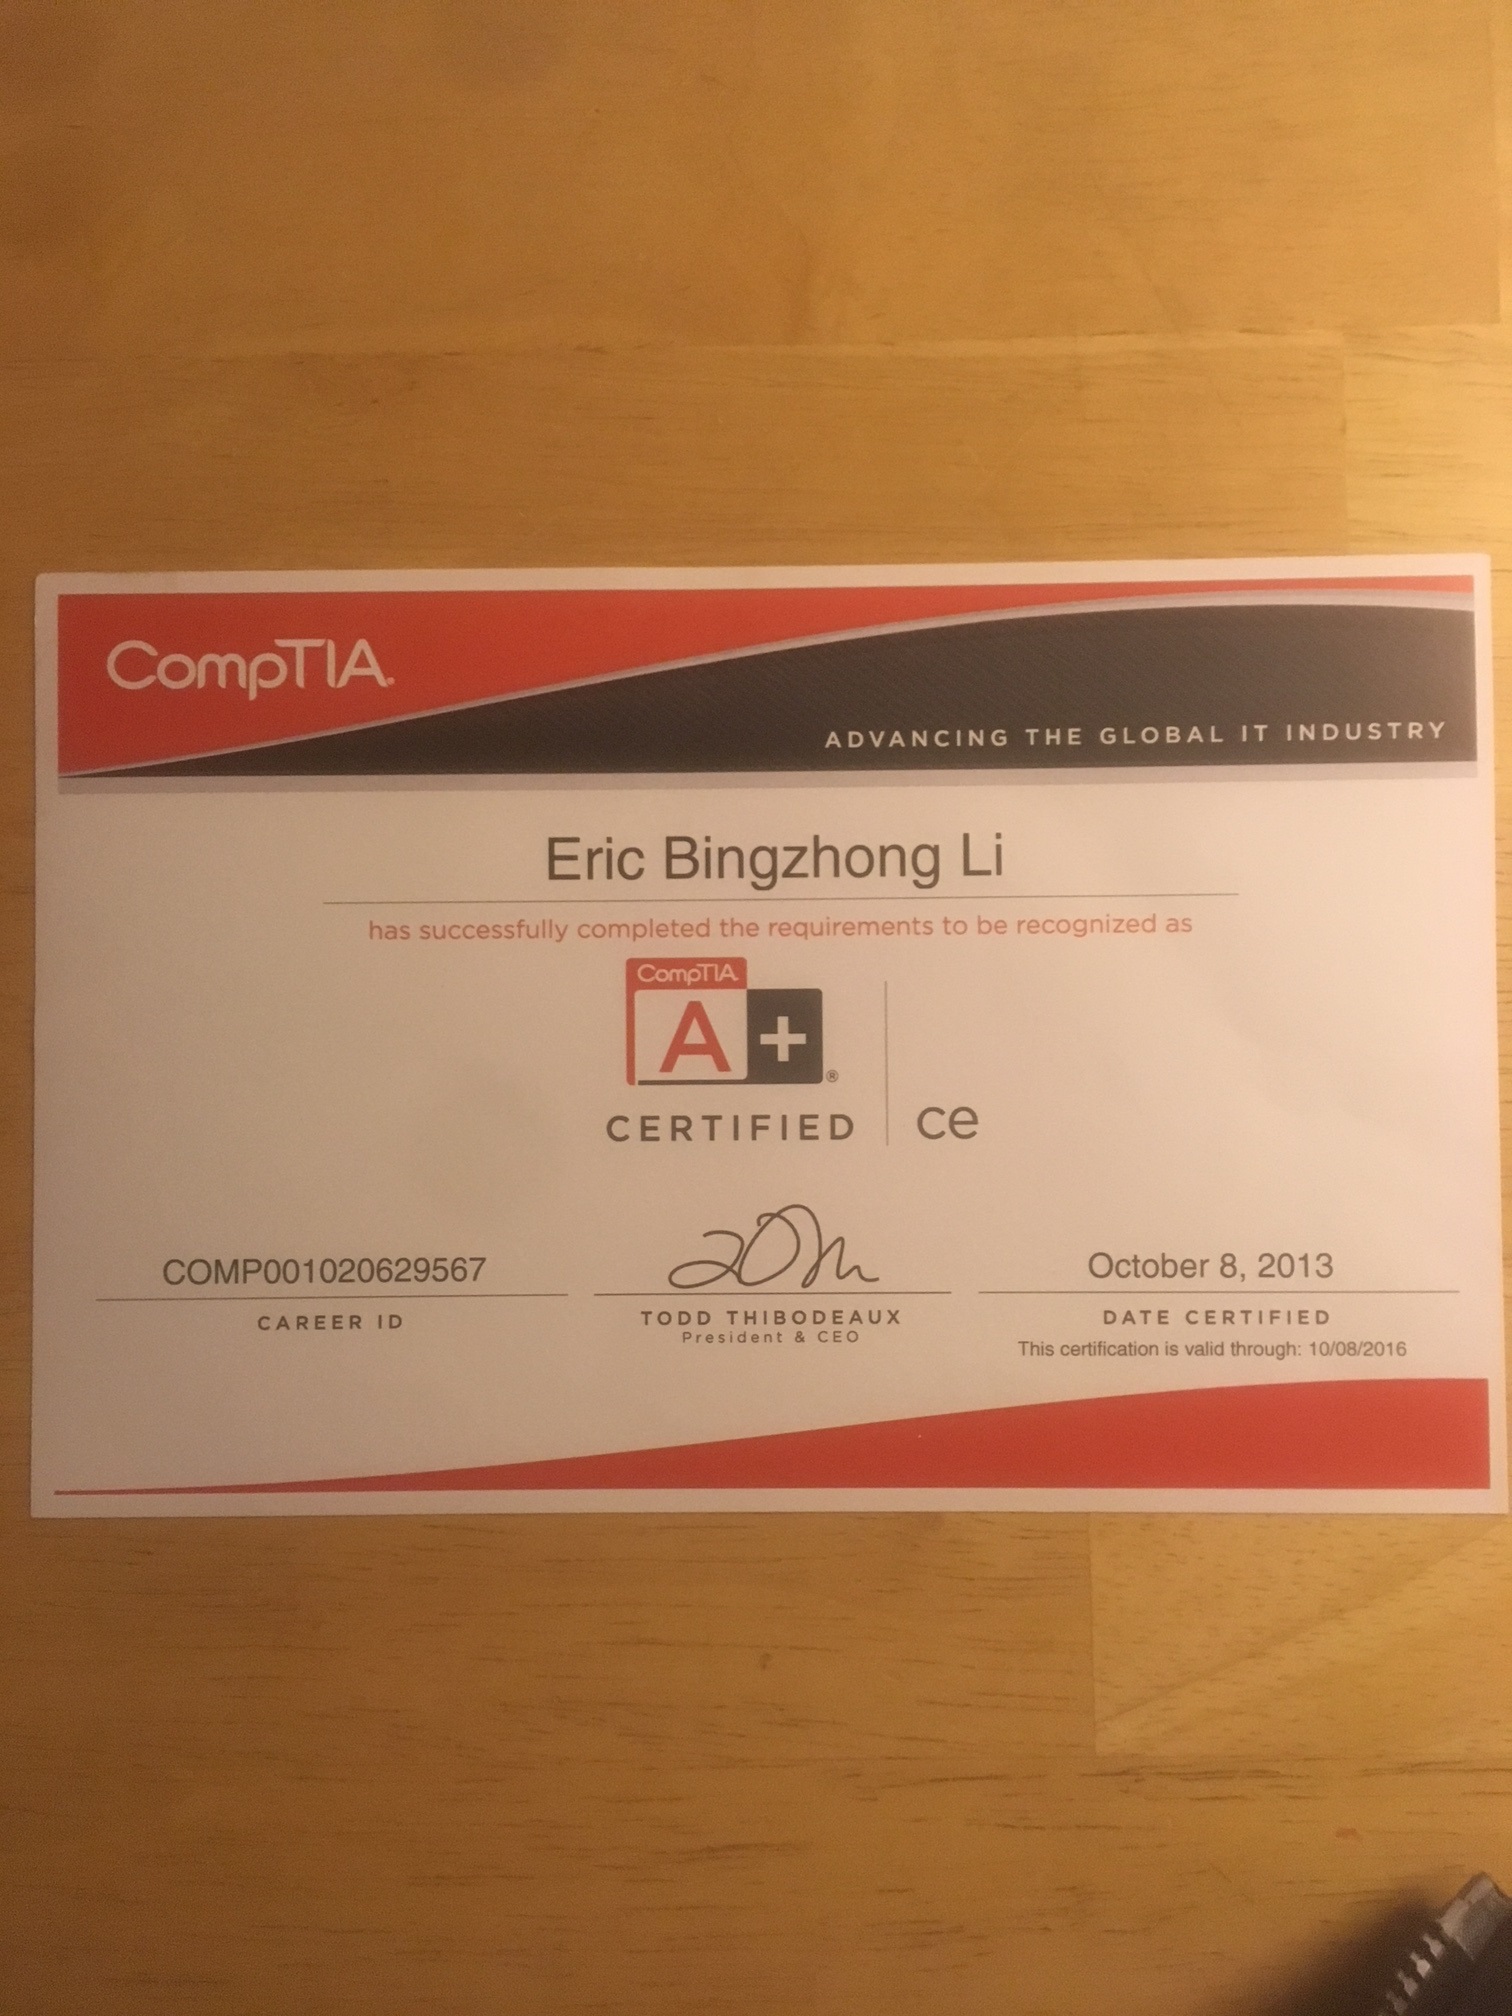 CompTIA.
ADVANCING THE GLOBAL IT INDUSTRY
Eric Bingzhong Li
has successfully completed the requirements to be recognized as
CompTIA
A+®
CERTIFIED ce
COMP001020629567
CAREER ID
TODD THIBODEAUX
President & CEO
October 8, 2013
DATE CERTIFIED
This certification is valid through: 10/08/2016